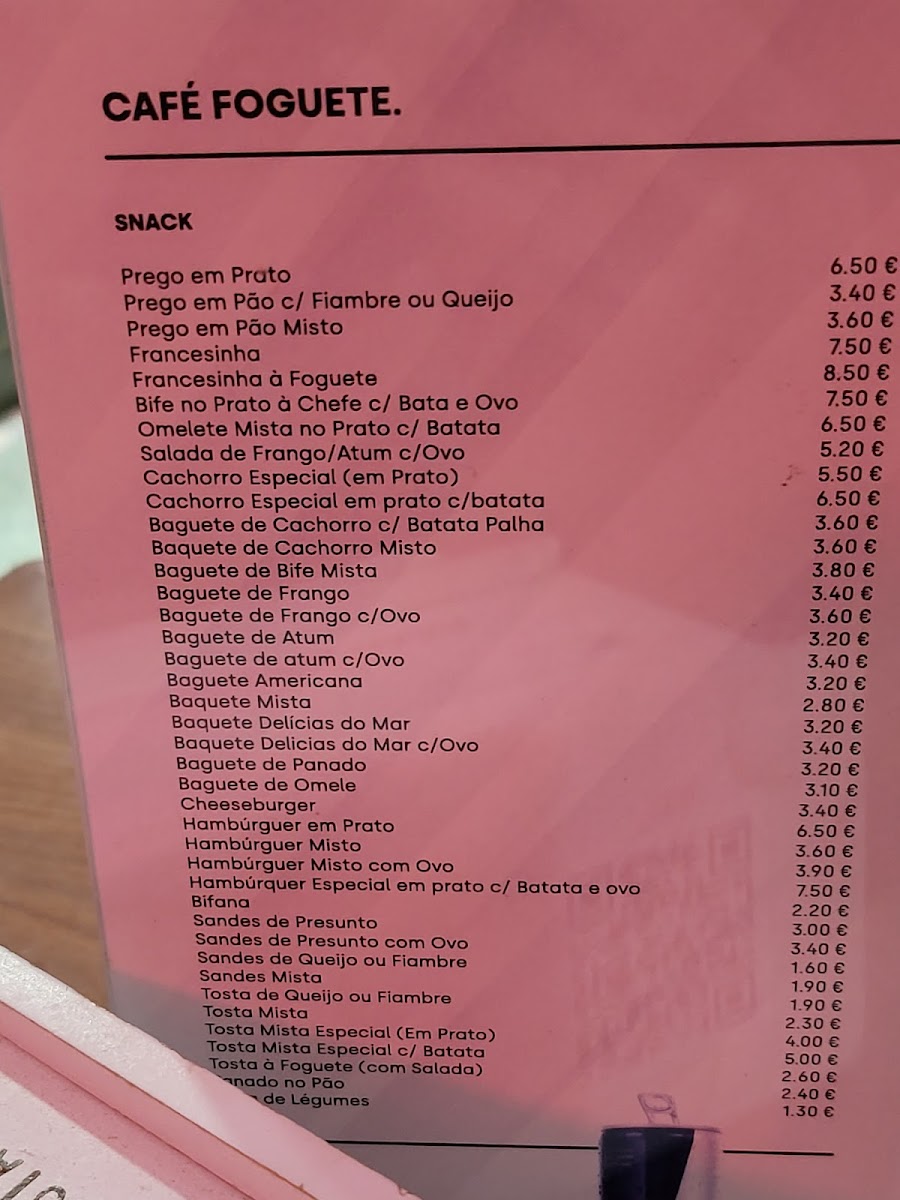 CAFÉ FOGUETE.
SNACK
Prego em Prato 6.50 €
Prego em Pão c/ Fiambre ou Queijo 3.40 €
Prego em Pão Misto 3.60 €
Francesinha 7.50 €
Francesinha à Foguete 8.50 €
Bife no Prato à Chefe c/ Bata e Ovo 7.50 €
Omelete Mista no Prato c/ Batata 6.50 €
Salada de Frango/Atum c/Ovo 5.20 €
Cachorro Especial (em Prato) 5.50 €
Cachorro Especial em prato c/batata 6.50 €
Baguete de Cachorro c/ Batata Palha 3.60 €
Baquete de Cachorro Misto 3.60 €
Baguete de Bife Mista 3.80 €
Baguete de Frango 3.40 €
Baguete de Frango c/Ovo 3.60 €
Baguete de Atum 3.20 €
Baguete de atum c/Ovo 3.40 €
Baguete Americana 3.20 €
Baquete Mista 2.80 €
Baquete Delícias do Mar 3.20 €
Baquete Delicias do Mar c/Ovo 3.40 €
Baguete de Panado 3.20 €
Baguete de Omele 3.10 €
Cheeseburger 3.40 €
Hambúrguer em Prato 6.50 €
Hambúrguer Misto 3.60 €
Hambúrguer Misto com Ovo 3.90 €
Hambúrquer Especial em prato c/ Batata e ovo 7.50 €
Bifana 2.20 €
Sandes de Presunto 3.00 €
Sandes de Presunto com Ovo 3.40 €
Sandes de Queijo ou Fiambre 1.60 €
Sandes Mista 1.90 €
Tosta de Queijo ou Fiambre 1.90 €
Tosta Mista 2.30 €
Tosta Mista Especial (Em Prato) 4.00 €
Tosta Mista Especial c/ Batata 5.00 €
Tosta à Foguete (com Salada) 2.60 €
anado no Pão 2.40 €
de Légumes 1.30 €